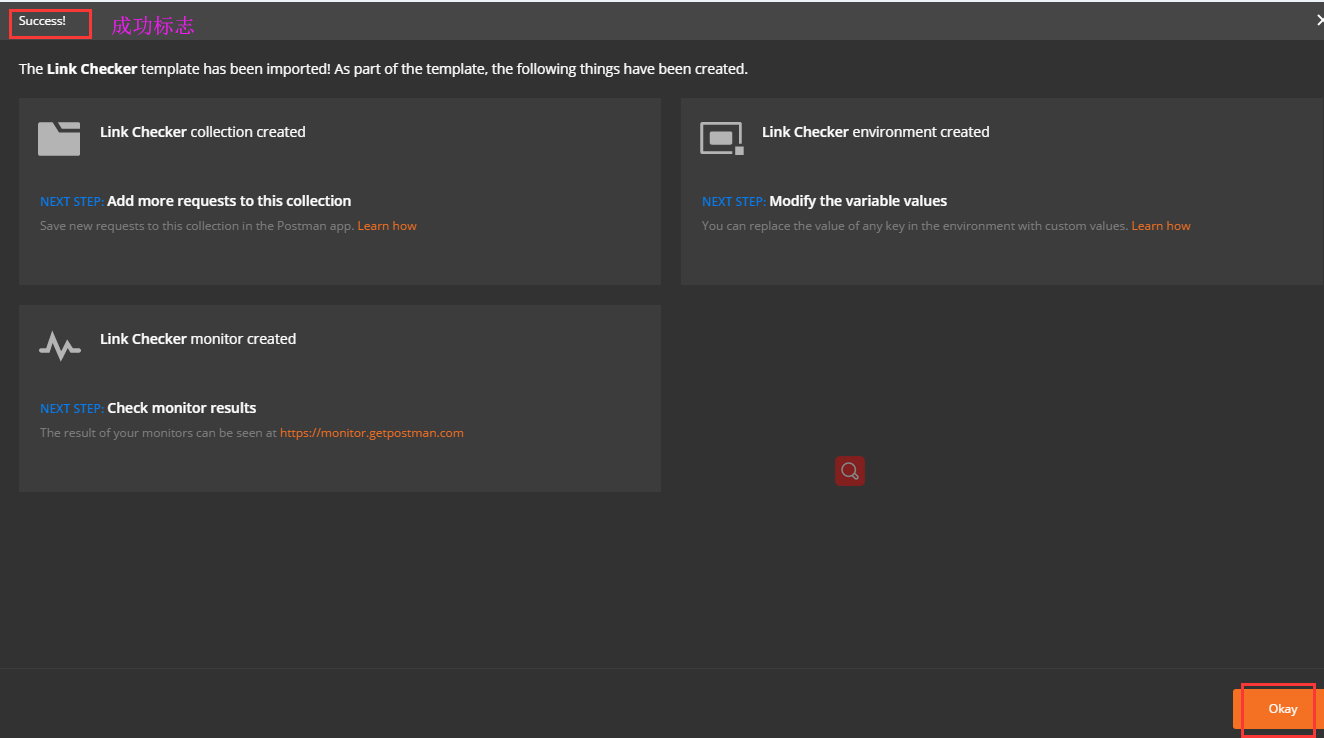 Success!
成功标志
The Link Checker template has been imported! As part of the template, the following things have been created.
Link Checker collection created
NEXT STEP: Add more requests to this collection
Save new requests to this collection in the Postman app. Learn how
Link Checker environment created
NEXT STEP: Modify the variable values
You can replace the value of any key in the environment with custom values. Learn how
Link Checker monitor created
NEXT STEP: Check monitor results
The result of your monitors can be seen at https://monitor.getpostman.com
Okay